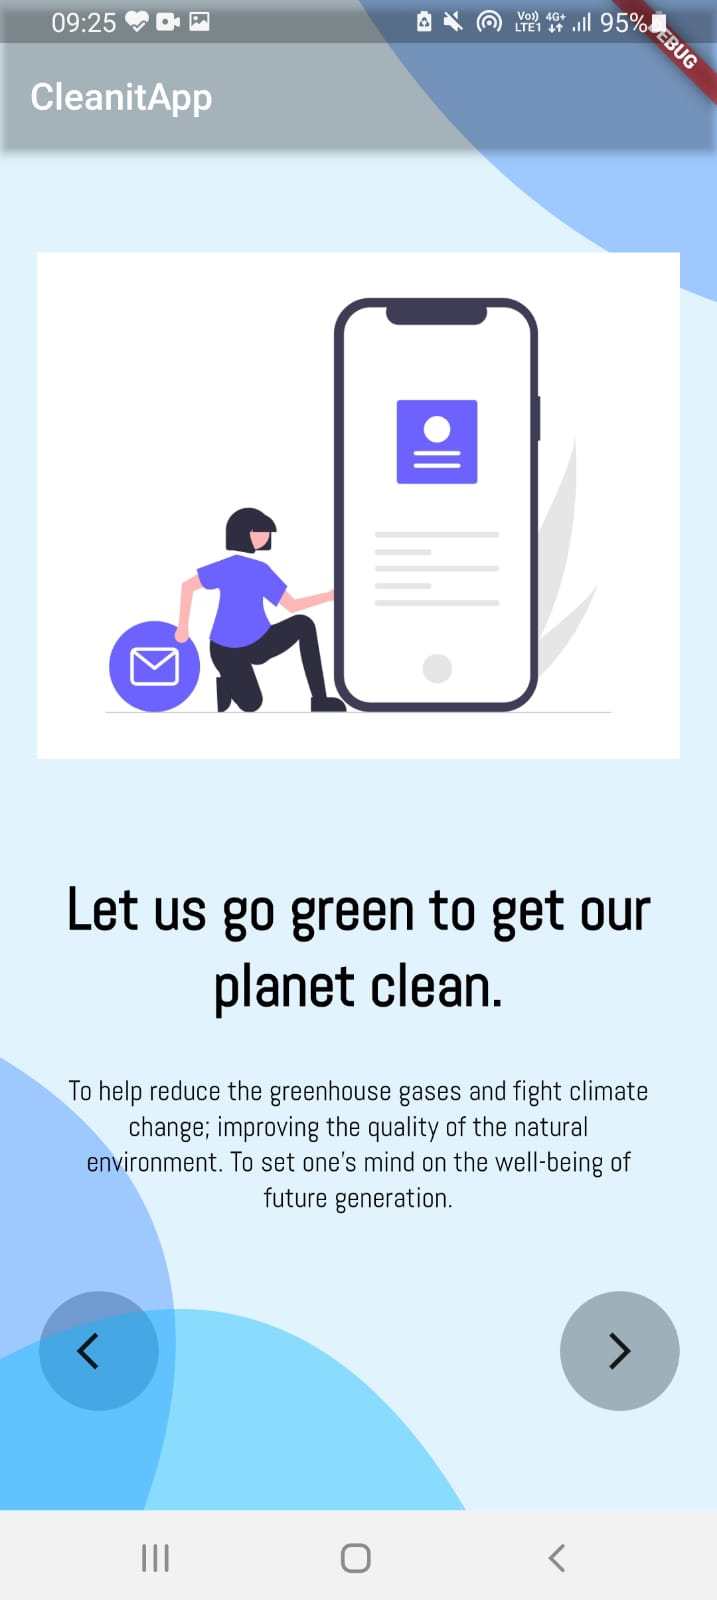 09:25 Vo)) 4G+ LTE1 95%
EBUG
CleanitApp
Let us go green to get our
planet clean.
To help reduce the greenhouse gases and fight climate
change; improving the quality of the natural
environment. To set one's mind on the well-being of
future generation.